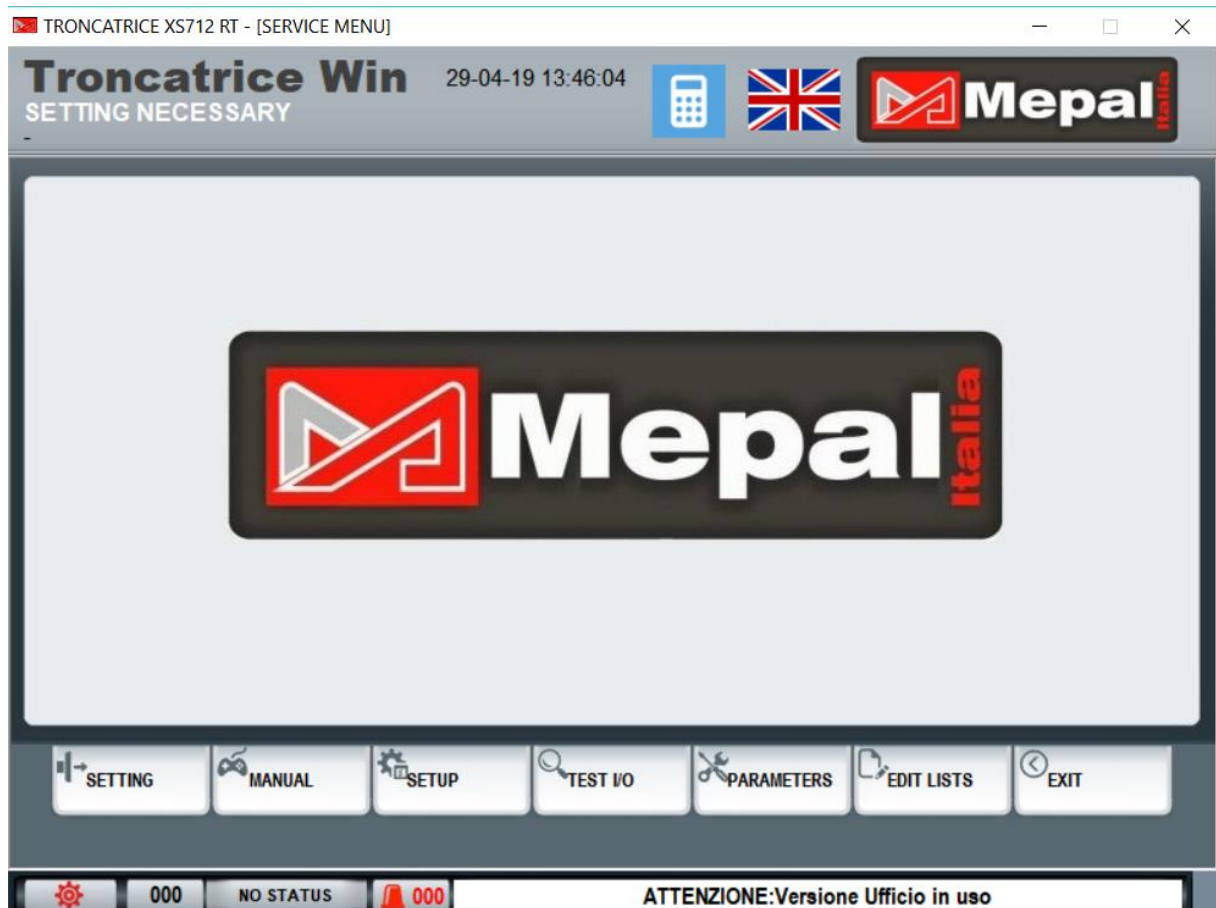 TRONCATRICE XS712 RT - [SERVICE MENU]
Troncatrice Win
29-04-19 13:46:04
SETTING NECESSARY
-
Mepal Italia
Mepal Italia
SETTING
MANUAL
SETUP
TEST I/O
PARAMETERS
EDIT LISTS
EXIT
000
NO STATUS
000
ATTENZIONE:Versione Ufficio in uso